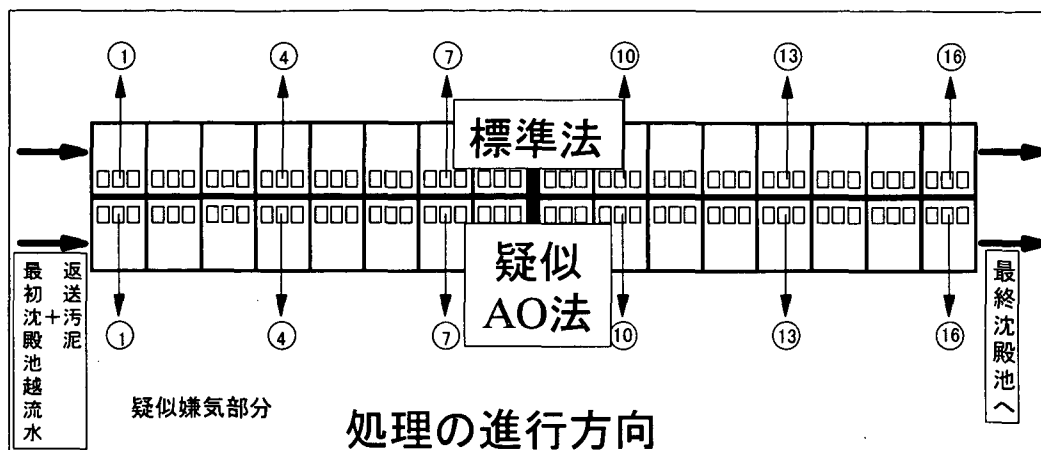 ① ④ ⑦ ⑩ ⑬ ⑯
標準法
疑似
AO法
① ④ ⑦ ⑩ ⑬ ⑯
返送汚泥
+
最初沈殿池越流水
最終沈殿池へ
疑似嫌気部分
処理の進行方向